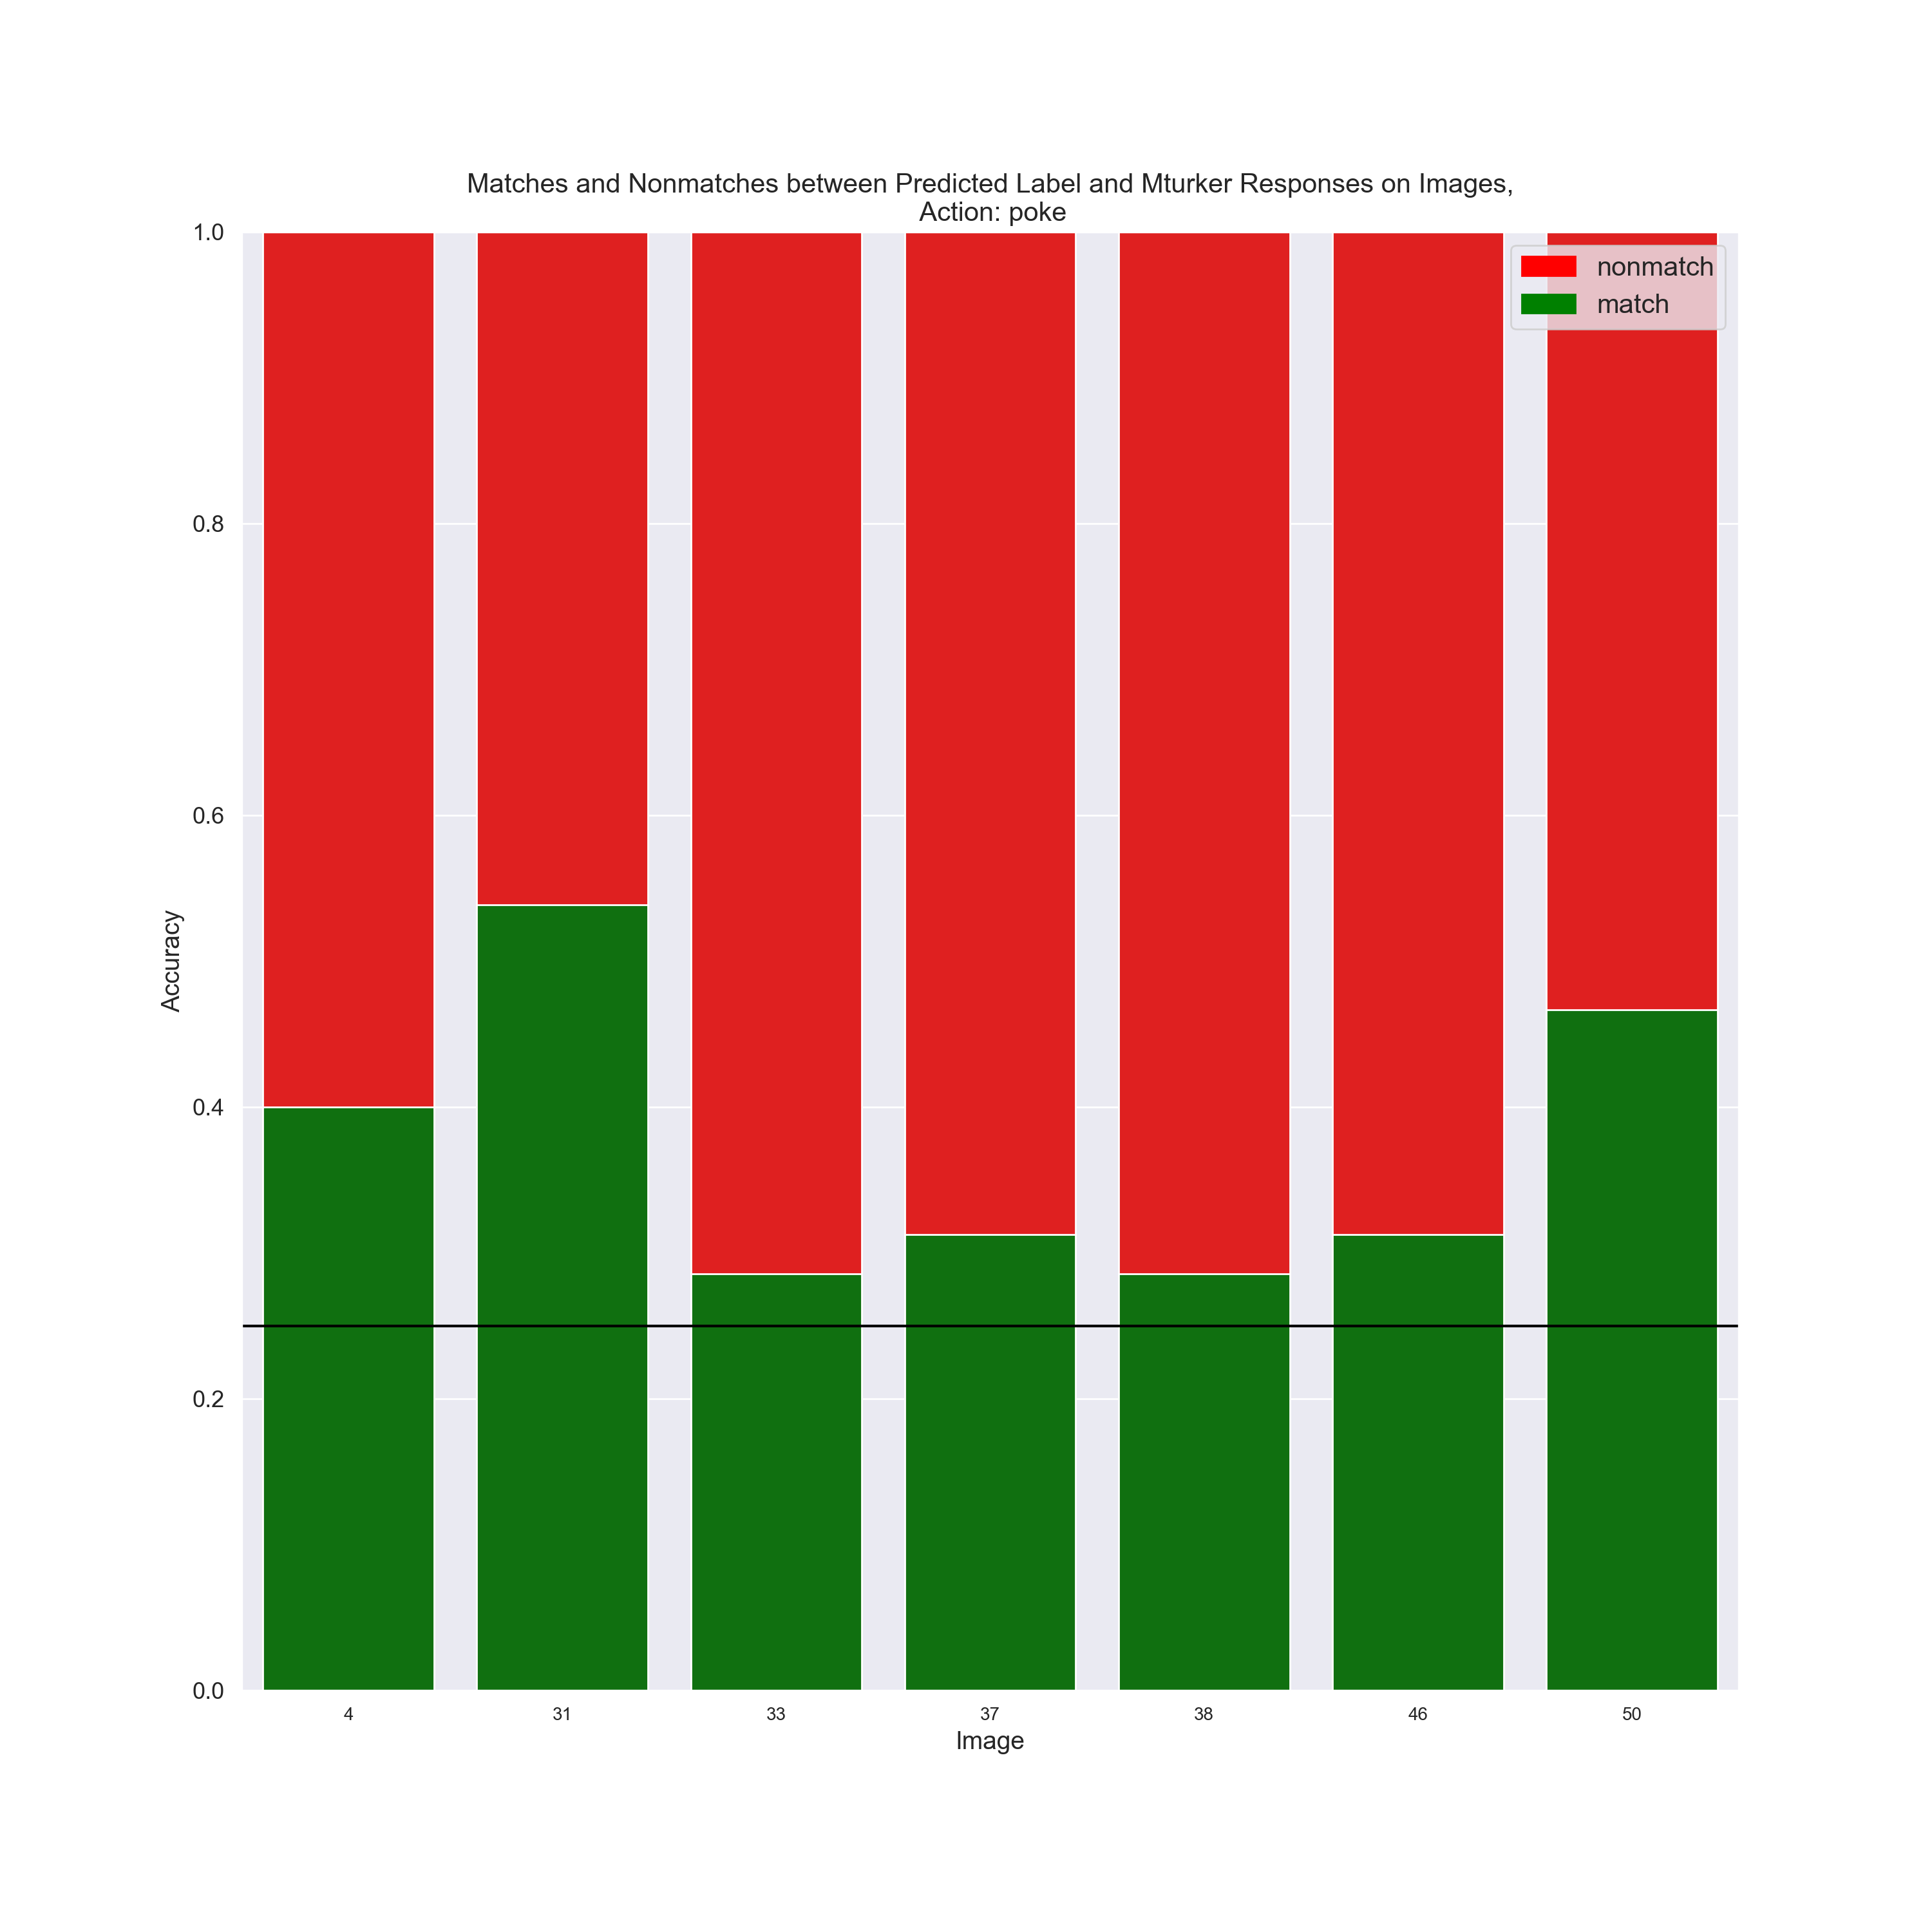 Matches and Nonmatches between Predicted Label and Mturker Responses on Images,
Action: poke
nonmatch
match
1.0
0.8
0.6
0.4
0.2
0.0
Accuracy
4 31 33 37 38 46 50
Image